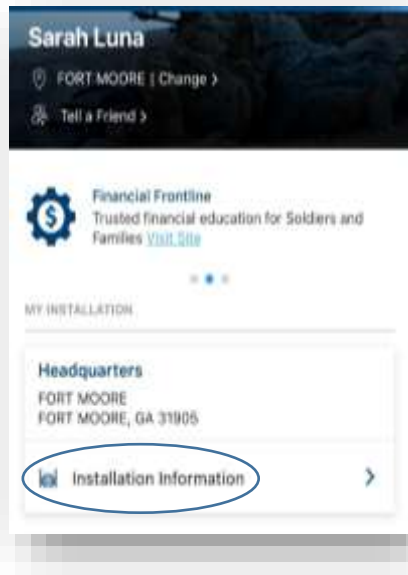 Sarah Luna
FORT MOORE | Change >
Tell a Friend >
Financial Frontline
Trusted financial education for Soldiers and
Families Visit Site
MY INSTALLATION
Headquarters
FORT MOORE
FORT MOORE, GA 31905
Installation Information >